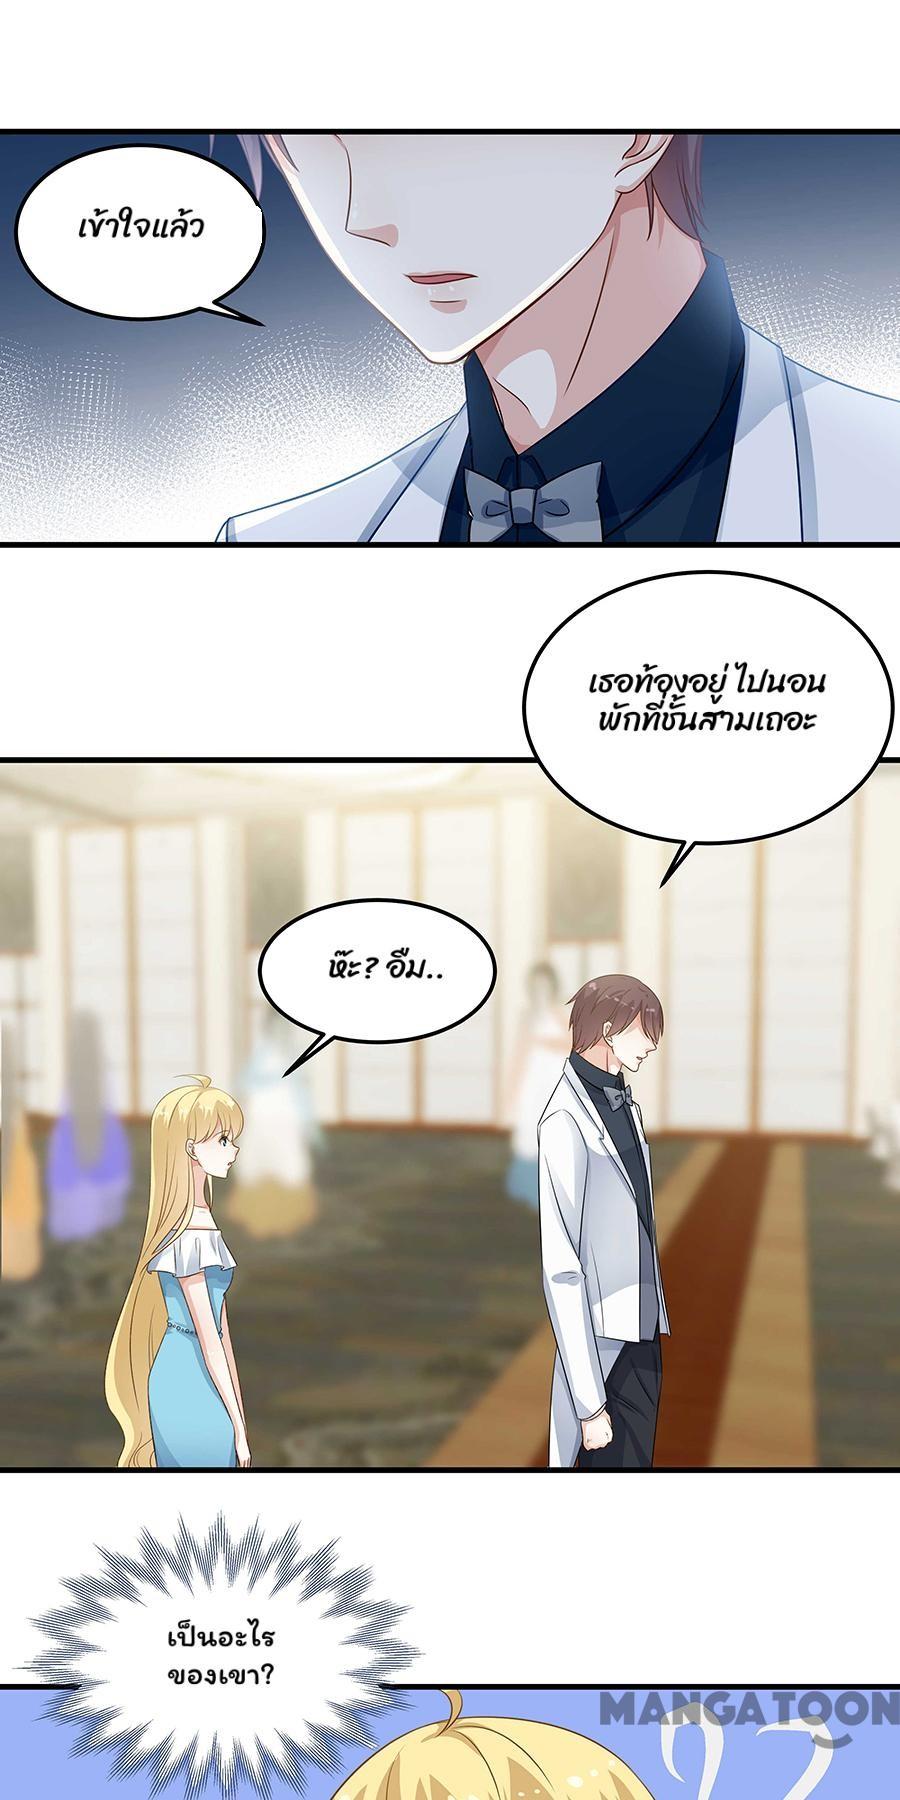 เข้าใจแล้ว
เธอท้องอยู่ ไปนอน
พักที่ชั้นสามเถอะ
ห๊ะ? อืม..
เป็นอะไร
ของเขา?
MANGATOON
??